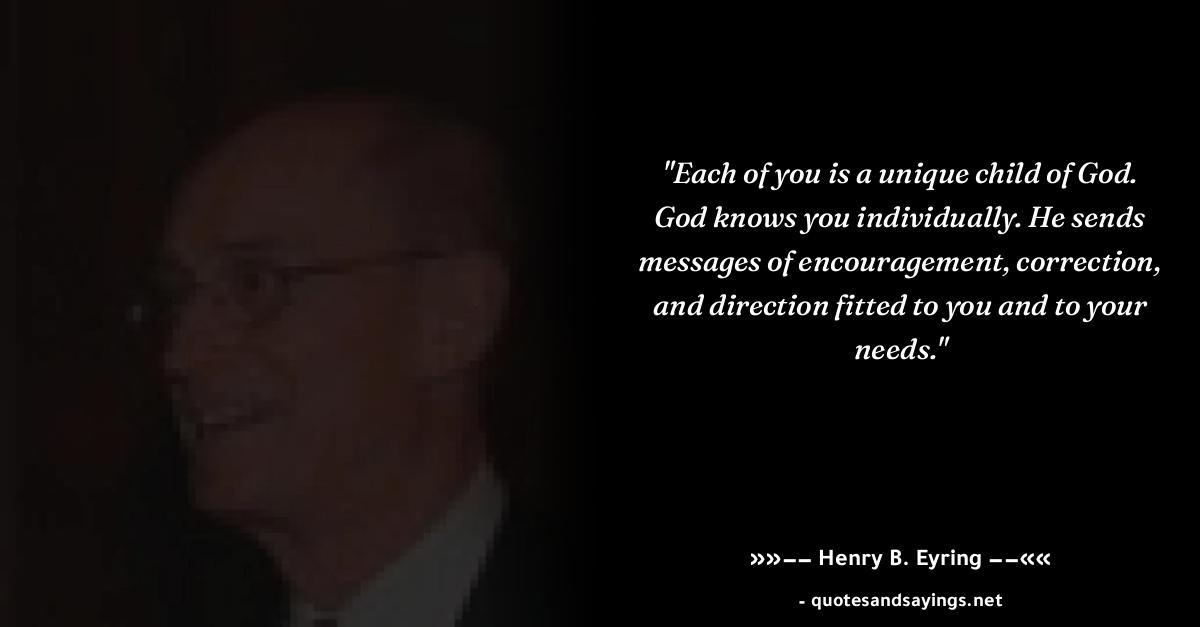 "Each of you is a unique child of God.
God knows you individually. He sends
messages of encouragement, correction,
and direction fitted to you and to your
needs."
»»-- Henry B. Eyring --««
- quotesandsayings.net